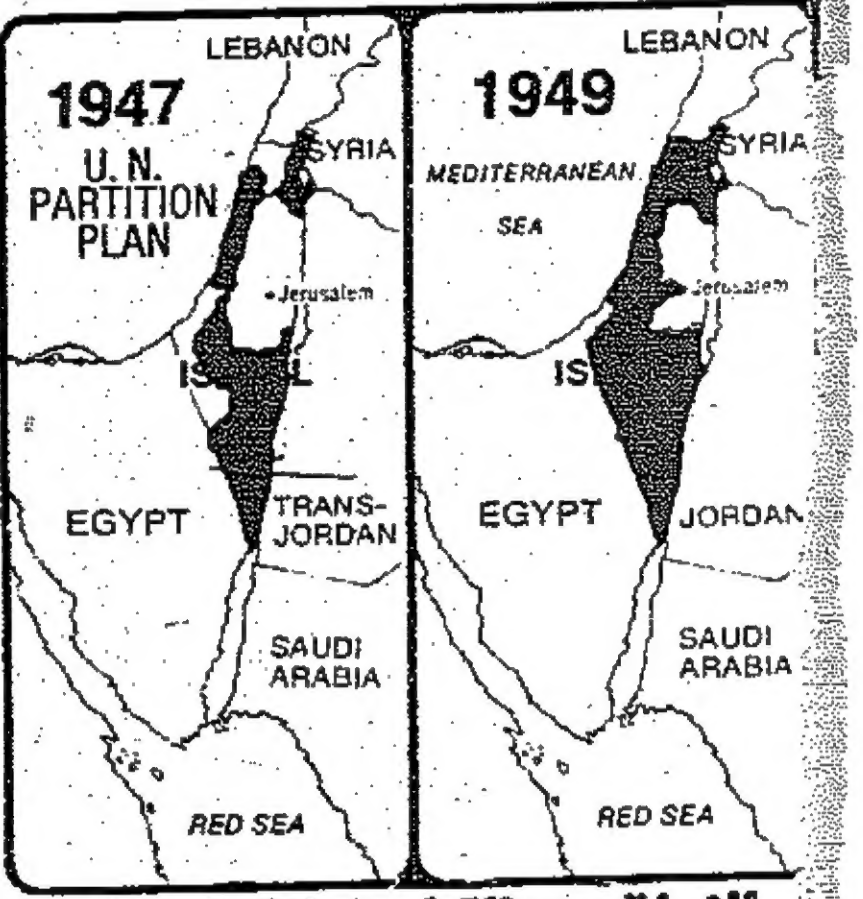 LEBANON
1947
U. N.
PARTITION
PLAN
SYRIA
Jerusalem
EGYPT
TRANS-
JORDAN
SAUDI
ARABIA
RED SEA
LEBANON
1949
SYRIA
MEDITERRANEAN
SEA
Jerusalem
EGYPT
JORDAN
SAUDI
ARABIA
RED SEA